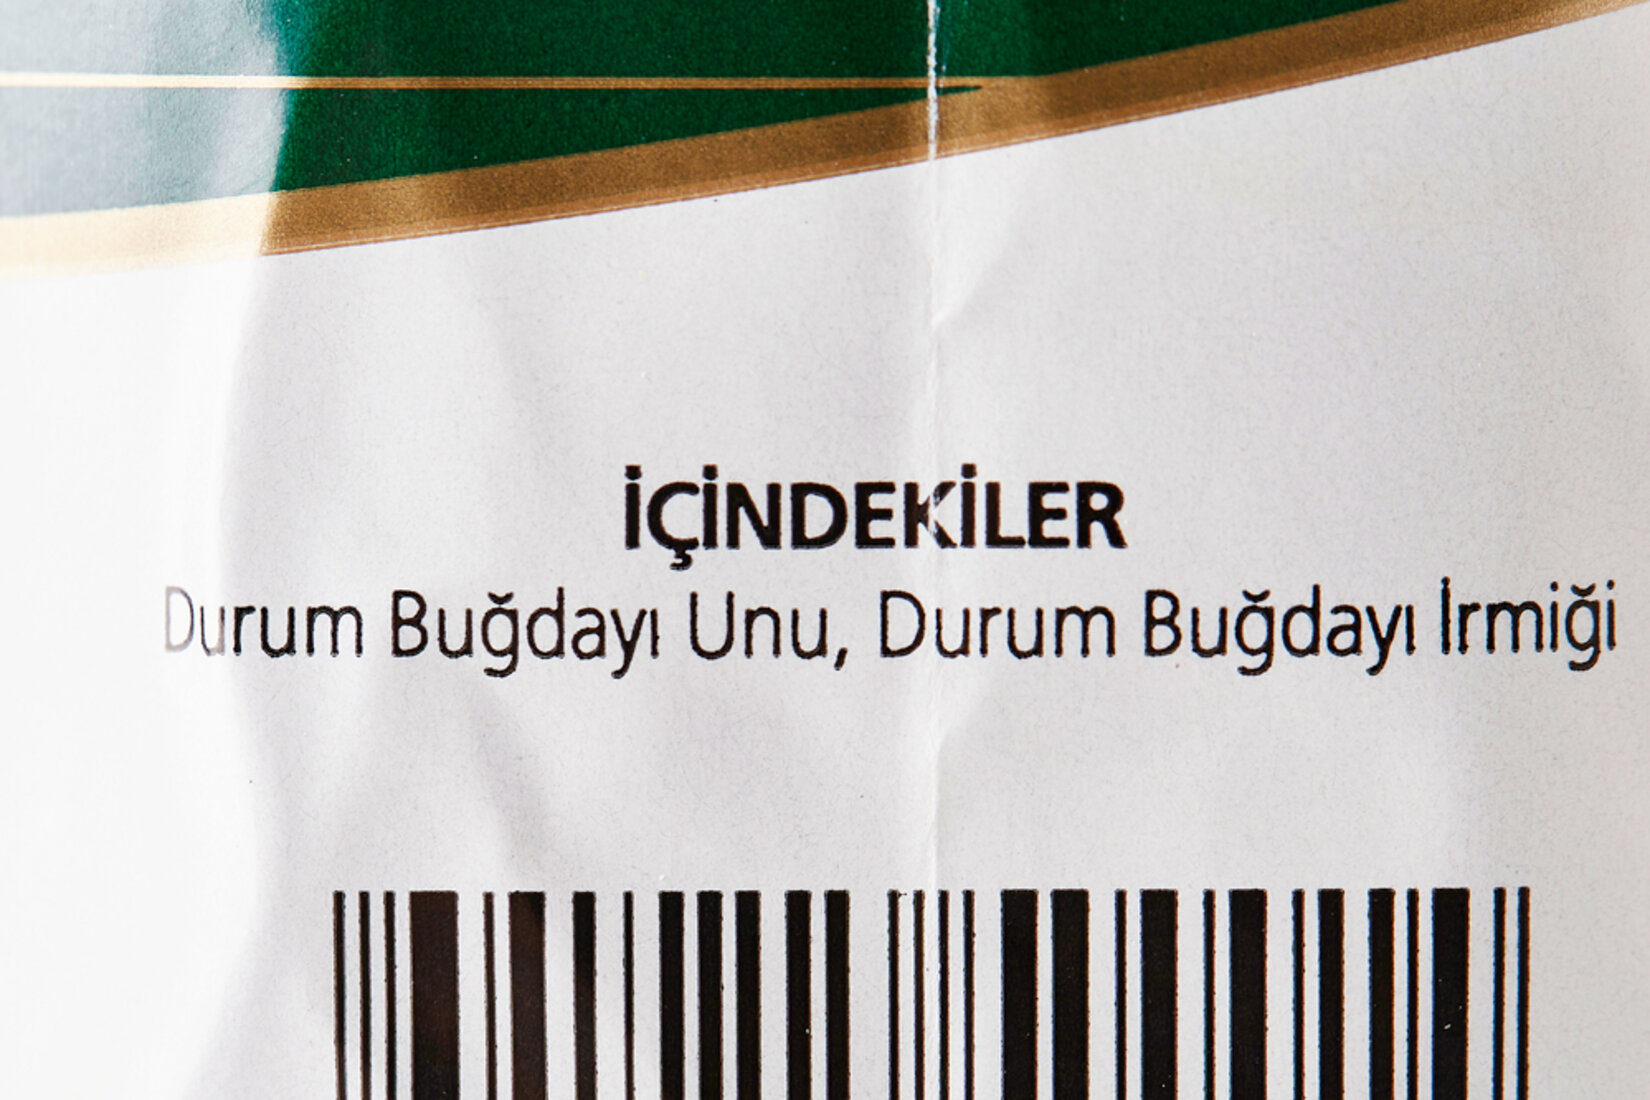 İÇİNDEKİLER
Durum Buğdayı Unu, Durum Buğdayı İrmiği